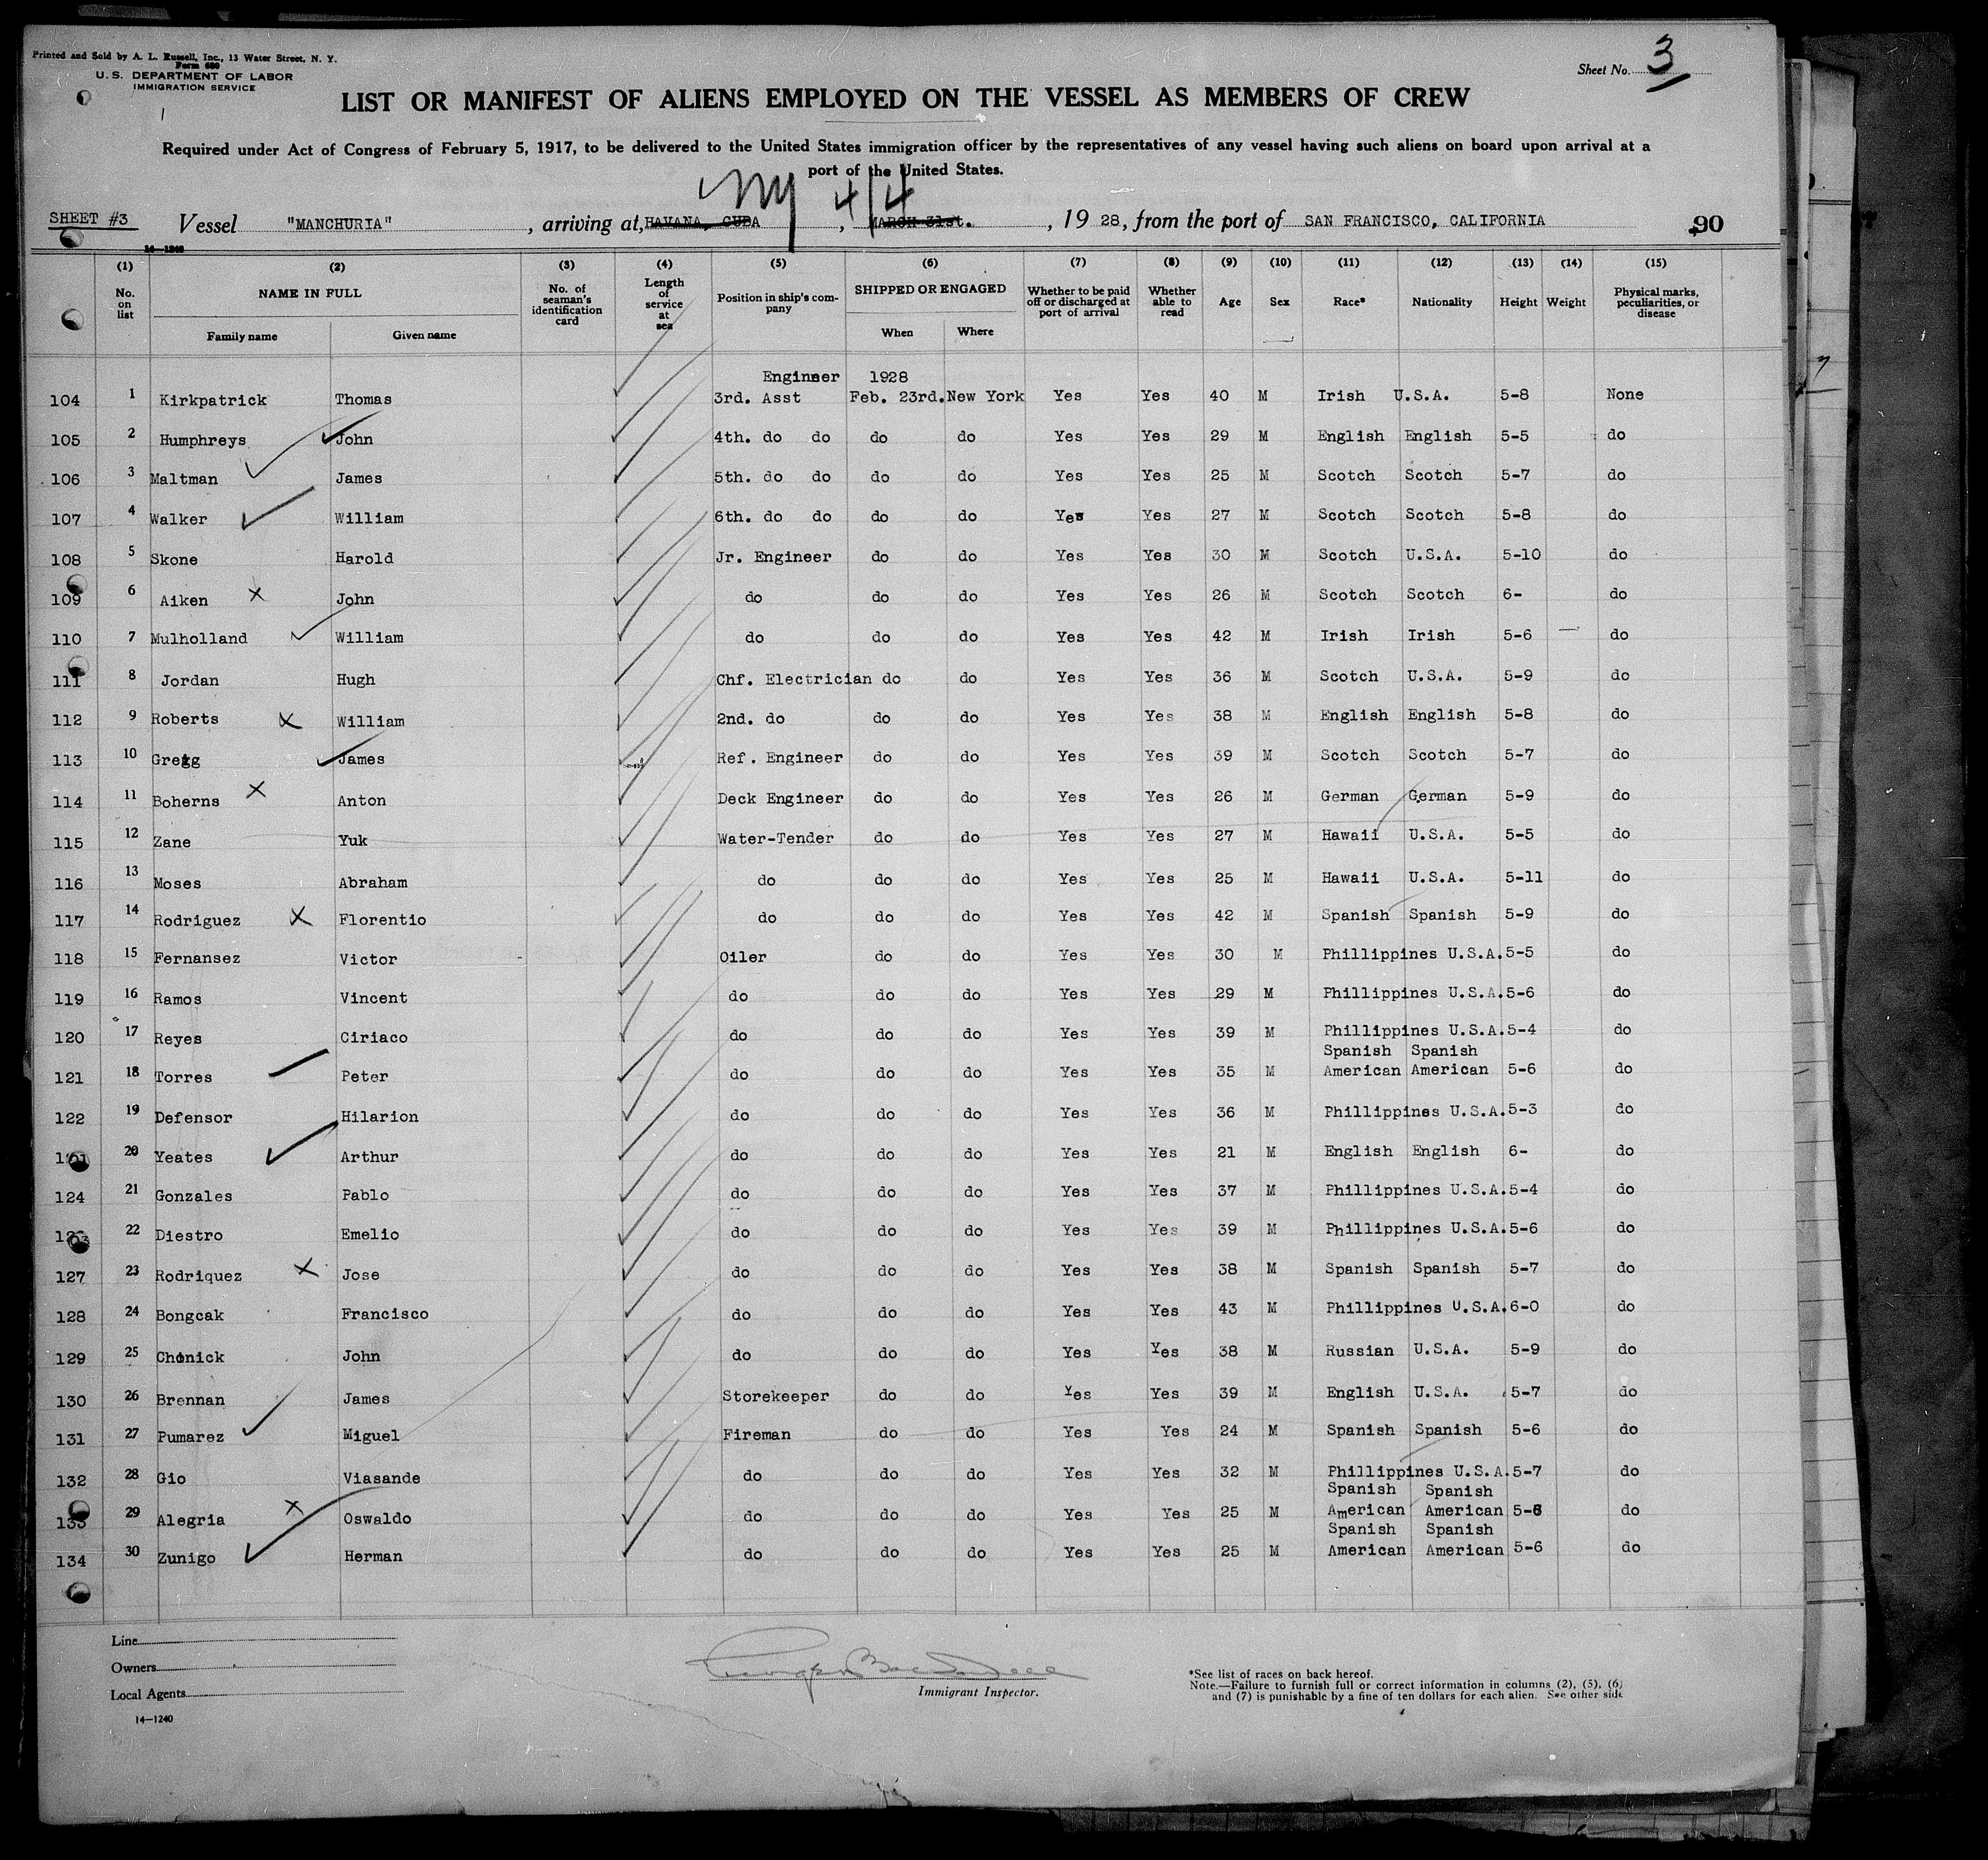 Printed and Sold by A. L. Russell, Inc., 13 Water Street, N. Y.
Form 680
U. S. DEPARTMENT OF LABOR
IMMIGRATION SERVICE
Sheet No. 3
LIST OR MANIFEST OF ALIENS EMPLOYED ON THE VESSEL AS MEMBERS OF CREW
Required under Act of Congress of February 5, 1917, to be delivered to the United States immigration officer by the representatives of any vessel having such aliens on board upon arrival at a
port of the United States.
NY 4/4
SHEET #3 Vessel "MANCHURIA" , arriving at, HAVANA, CUBA , MARCH 31st. , 19 28, from the port of SAN FRANCISCO, CALIFORNIA 90
14-1240
(1) (2) (3) (4) (5) (6) (7) (8) (9) (10) (11) (12) (13) (14) (15)
No. on list NAME IN FULL Family name Given name No. of seaman's identification card Length of service at sea Position in ship's company SHIPPED OR ENGAGED When Where Whether to be paid off or discharged at port of arrival Whether able to read Age Sex Race* Nationality Height Weight Physical marks, peculiarities, or disease
Engineer 1928
104 1 Kirkpatrick Thomas 3rd. Asst Feb. 23rd. New York Yes Yes 40 M Irish U.S.A. 5-8 None
105 2 Humphreys John 4th. do do do do Yes Yes 29 M English English 5-5 do
106 3 Maltman James 5th. do do do do Yes Yes 25 M Scotch Scotch 5-7 do
107 4 Walker William 6th. do do do do Yes Yes 27 M Scotch Scotch 5-8 do
108 5 Skone Harold Jr. Engineer do do Yes Yes 30 M Scotch U.S.A. 5-10 do
109 6 Aiken John do do do Yes Yes 26 M Scotch Scotch 6- do
110 7 Mulholland William do do do Yes Yes 42 M Irish Irish 5-6 do
111 8 Jordan Hugh Chf. Electrician do do Yes Yes 36 M Scotch U.S.A. 5-9 do
112 9 Roberts William 2nd. do do do Yes Yes 38 M English English 5-8 do
113 10 Gregg James Ref. Engineer do do Yes Yes 39 M Scotch Scotch 5-7 do
114 11 Boherns Anton Deck Engineer do do Yes Yes 26 M German German 5-9 do
115 12 Zane Yuk Water-Tender do do Yes Yes 27 M Hawaii U.S.A. 5-5 do
116 13 Moses Abraham do do do Yes Yes 25 M Hawaii U.S.A. 5-11 do
117 14 Rodriguez Florentio do do do Yes Yes 42 M Spanish Spanish 5-9 do
118 15 Fernansez Victor Oiler do do Yes Yes 30 M Phillippines U.S.A. 5-5 do
119 16 Ramos Vincent do do do Yes Yes 29 M Phillippines U.S.A. 5-6 do
120 17 Reyes Ciriaco do do do Yes Yes 39 M Phillippines U.S.A. 5-4 do
Spanish Spanish
121 18 Torres Peter do do do Yes Yes 35 M American American 5-6 do
122 19 Defensor Hilarion do do do Yes Yes 36 M Phillippines U.S.A. 5-3 do
20 Yeates Arthur do do do Yes Yes 21 M English English 6- do
124 21 Gonzales Pablo do do do Yes Yes 37 M Phillippines U.S.A. 5-4 do
22 Diestro Emelio do do do Yes Yes 39 M Phillippines U.S.A. 5-6 do
127 23 Rodriquez Jose do do do Yes Yes 38 M Spanish Spanish 5-7 do
128 24 Bongcak Francisco do do do Yes Yes 43 M Phillippines U.S.A. 6-0 do
129 25 Chonick John do do do Yes Yes 38 M Russian U.S.A. 5-9 do
130 26 Brennan James Storekeeper do do Yes Yes 39 M English U.S.A. 5-7 do
131 27 Pumarez Miguel Fireman do do Yes Yes 24 M Spanish Spanish 5-6 do
132 28 Gio Viasande do do do Yes Yes 32 M Phillippines U.S.A. 5-7 do
Spanish Spanish
133 29 Alegria Oswaldo do do do Yes Yes 25 M American American 5-6 do
Spanish Spanish
134 30 Zunigo Herman do do do Yes Yes 25 M American American 5-6 do
Line
Owners
Local Agents
14-1240
Immigrant Inspector.
*See list of races on back hereof.
Note.—Failure to furnish full or correct information in columns (2), (5), (6)
and (7) is punishable by a fine of ten dollars for each alien. See other side